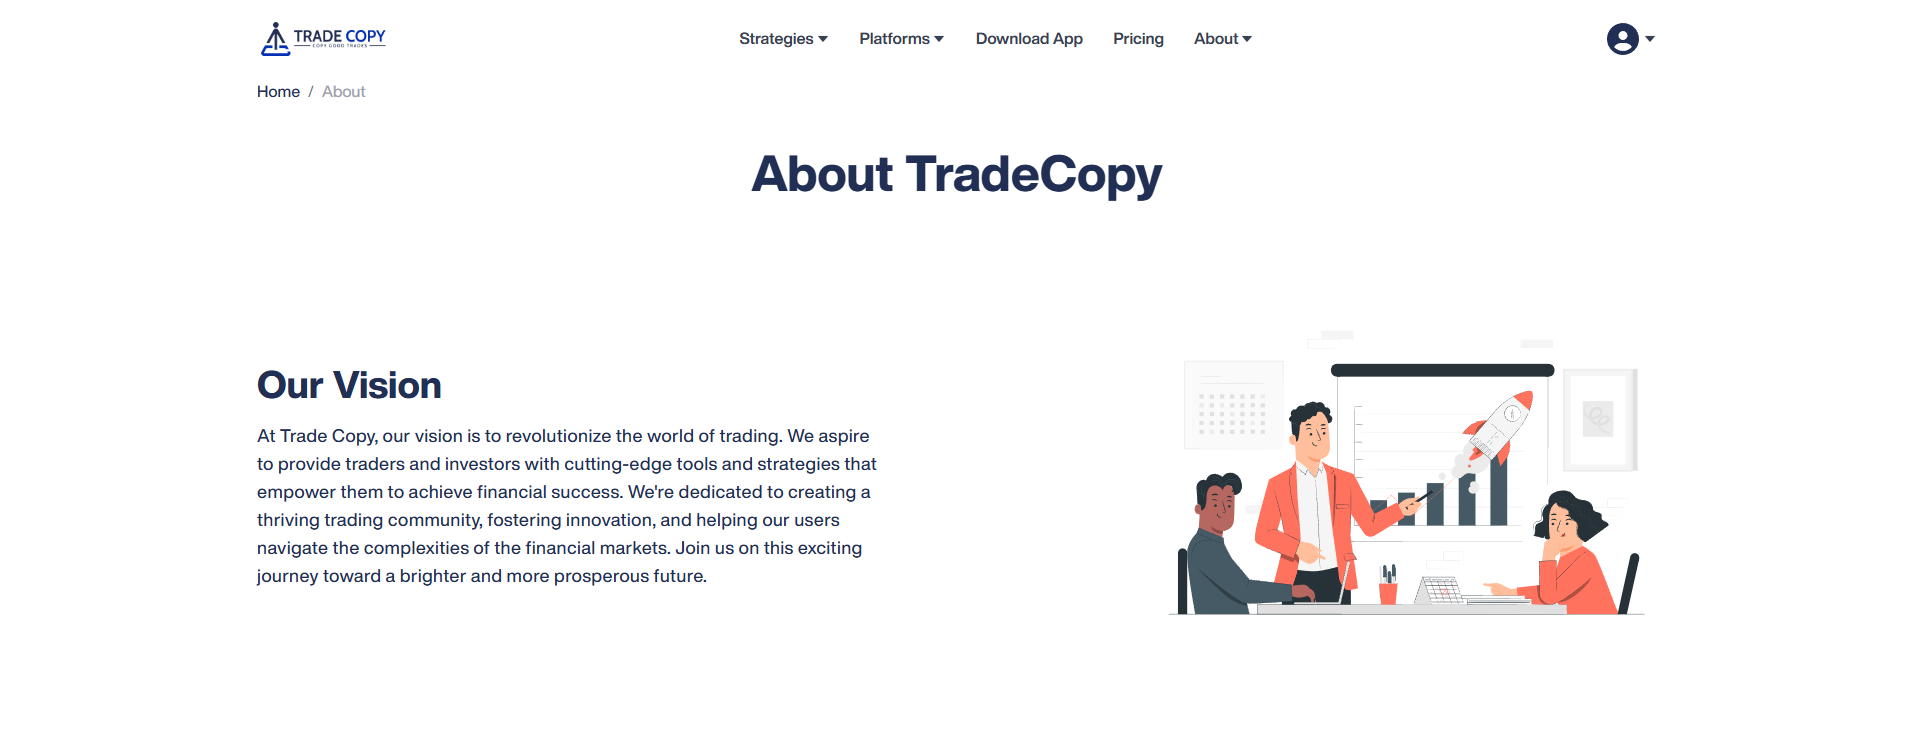 TRADE COPY
COPY GOOD TRADES
Strategies
Platforms
Download App
Pricing
About
Home / About
About TradeCopy
Our Vision
At Trade Copy, our vision is to revolutionize the world of trading. We aspire
to provide traders and investors with cutting-edge tools and strategies that
empower them to achieve financial success. We're dedicated to creating a
thriving trading community, fostering innovation, and helping our users
navigate the complexities of the financial markets. Join us on this exciting
journey toward a brighter and more prosperous future.